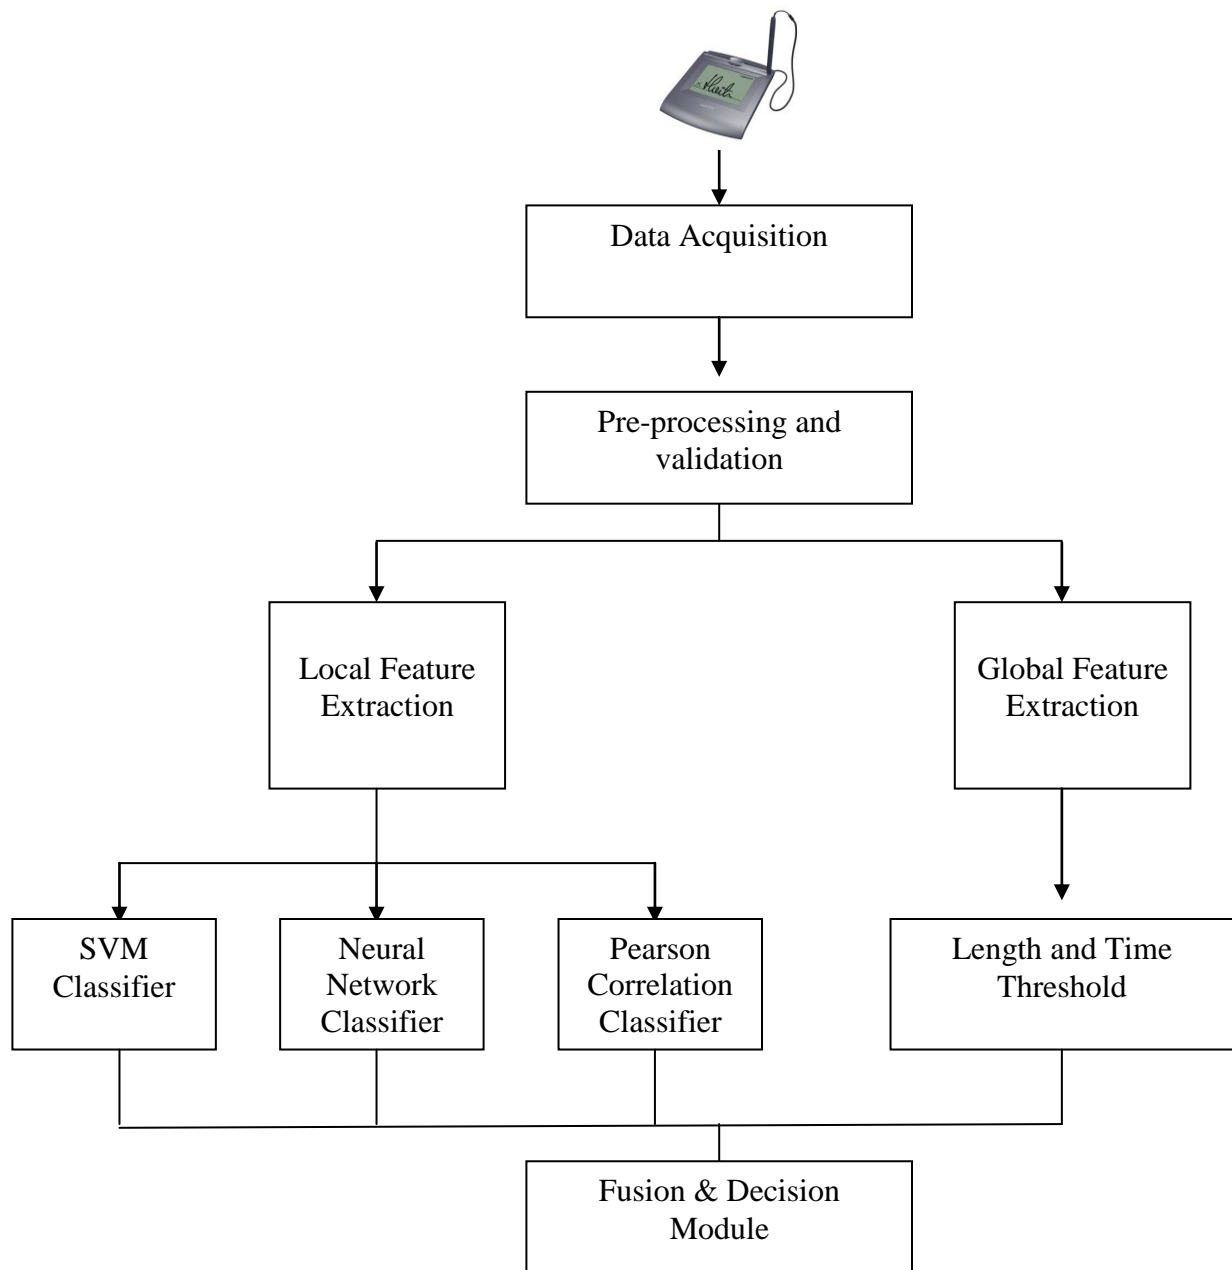 Data Acquisition
Pre-processing and
validation
Local Feature
Extraction
Global Feature
Extraction
SVM
Classifier
Neural
Network
Classifier
Pearson
Correlation
Classifier
Length and Time
Threshold
Fusion & Decision
Module